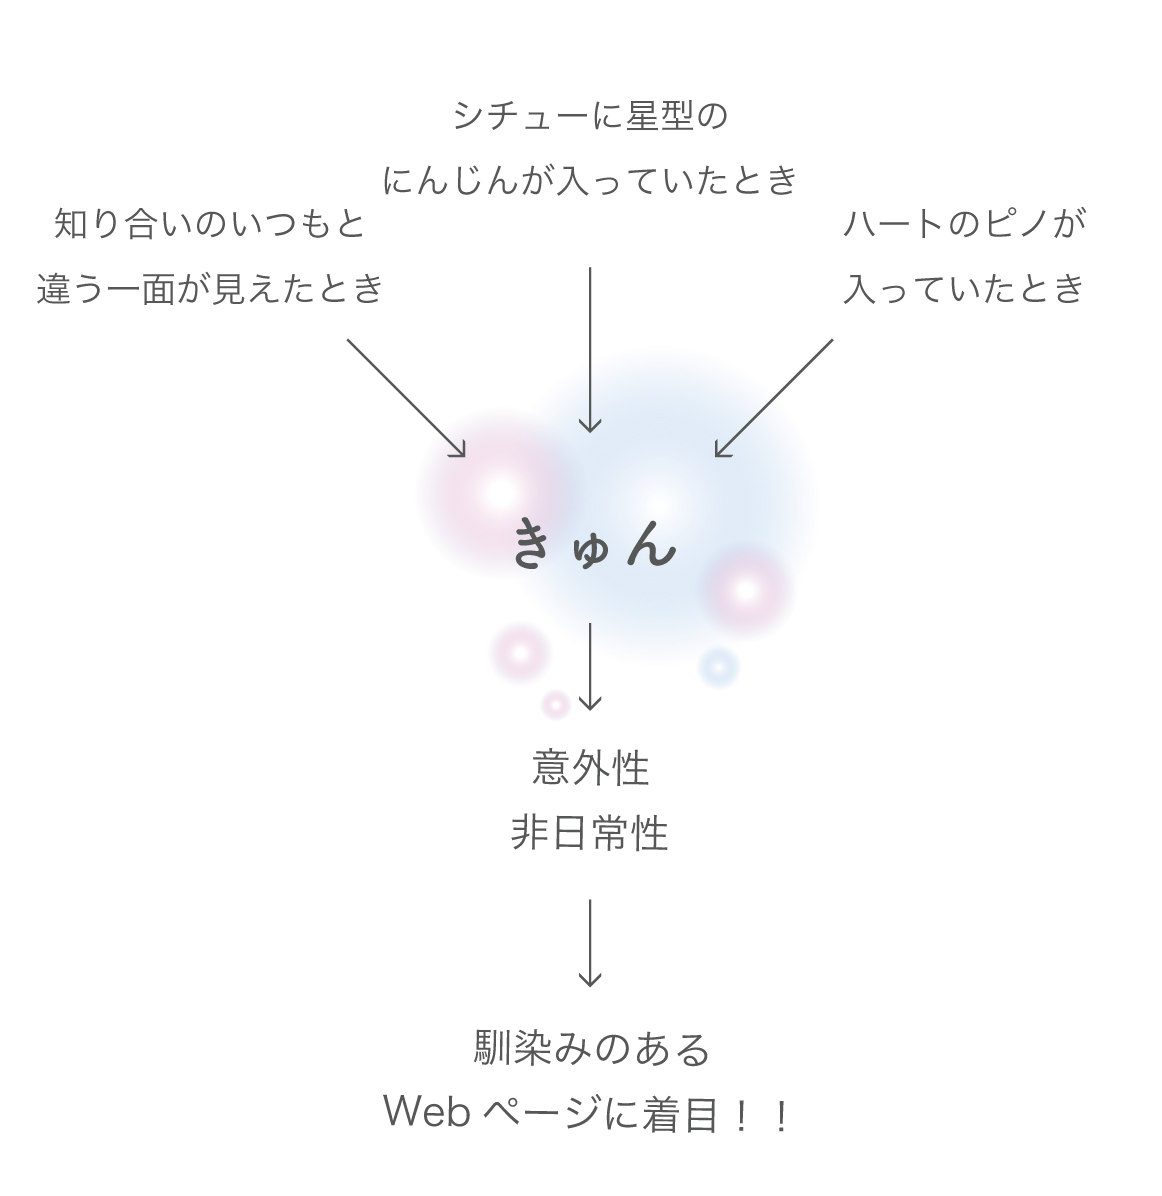 シチューに星型の
にんじんが入っていたとき
知り合いのいつもと
違う一面が見えたとき
ハートのピノが
入っていたとき
きゅん
意外性
非日常性
馴染みのある
Web ページに着目！！